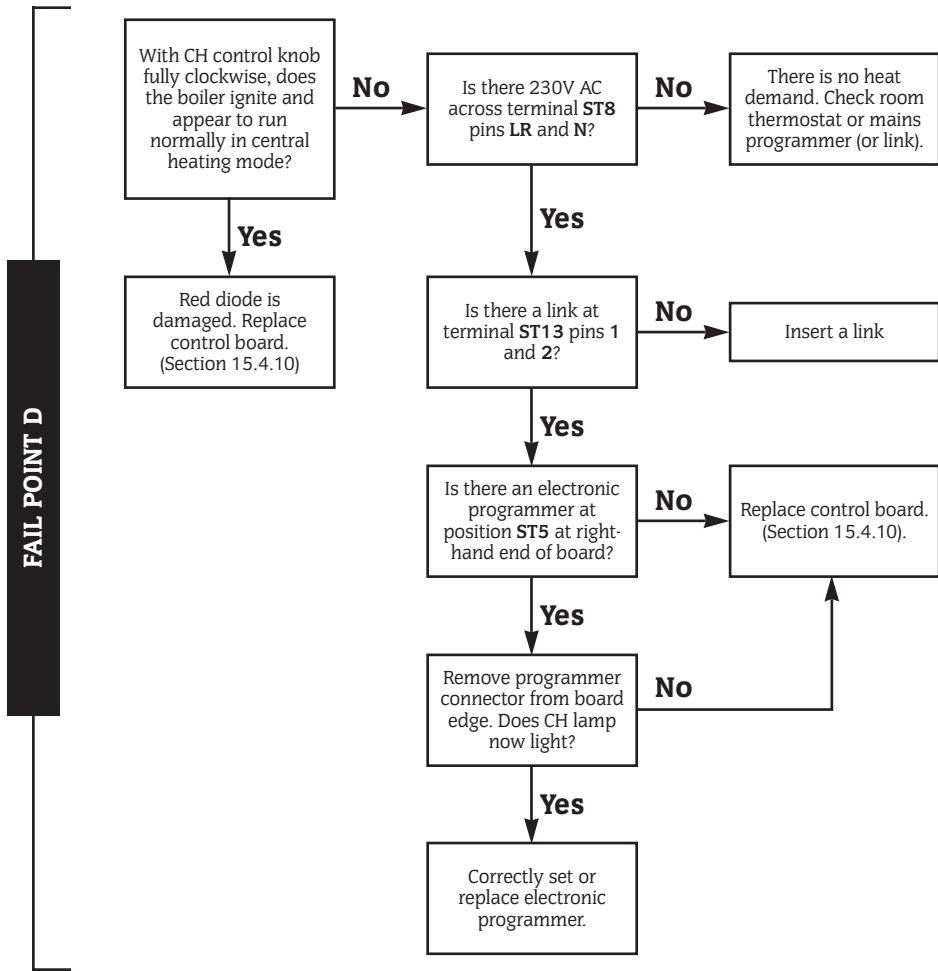 With CH control knob
fully clockwise, does
the boiler ignite and
appear to run
normally in central
heating mode?
No
Is there 230V AC
across terminal ST8
pins LR and N?
No
There is no heat
demand. Check room
thermostat or mains
programmer (or link).
Yes
Yes
Red diode is
damaged. Replace
control board.
(Section 15.4.10)
Is there a link at
terminal ST13 pins 1
and 2?
No
Insert a link
Yes
FAIL POINT D
Is there an electronic
programmer at
position ST5 at right-
hand end of board?
No
Replace control board.
(Section 15.4.10).
Yes
Remove programmer
connector from board
edge. Does CH lamp
now light?
No
Yes
Correctly set or
replace electronic
programmer.